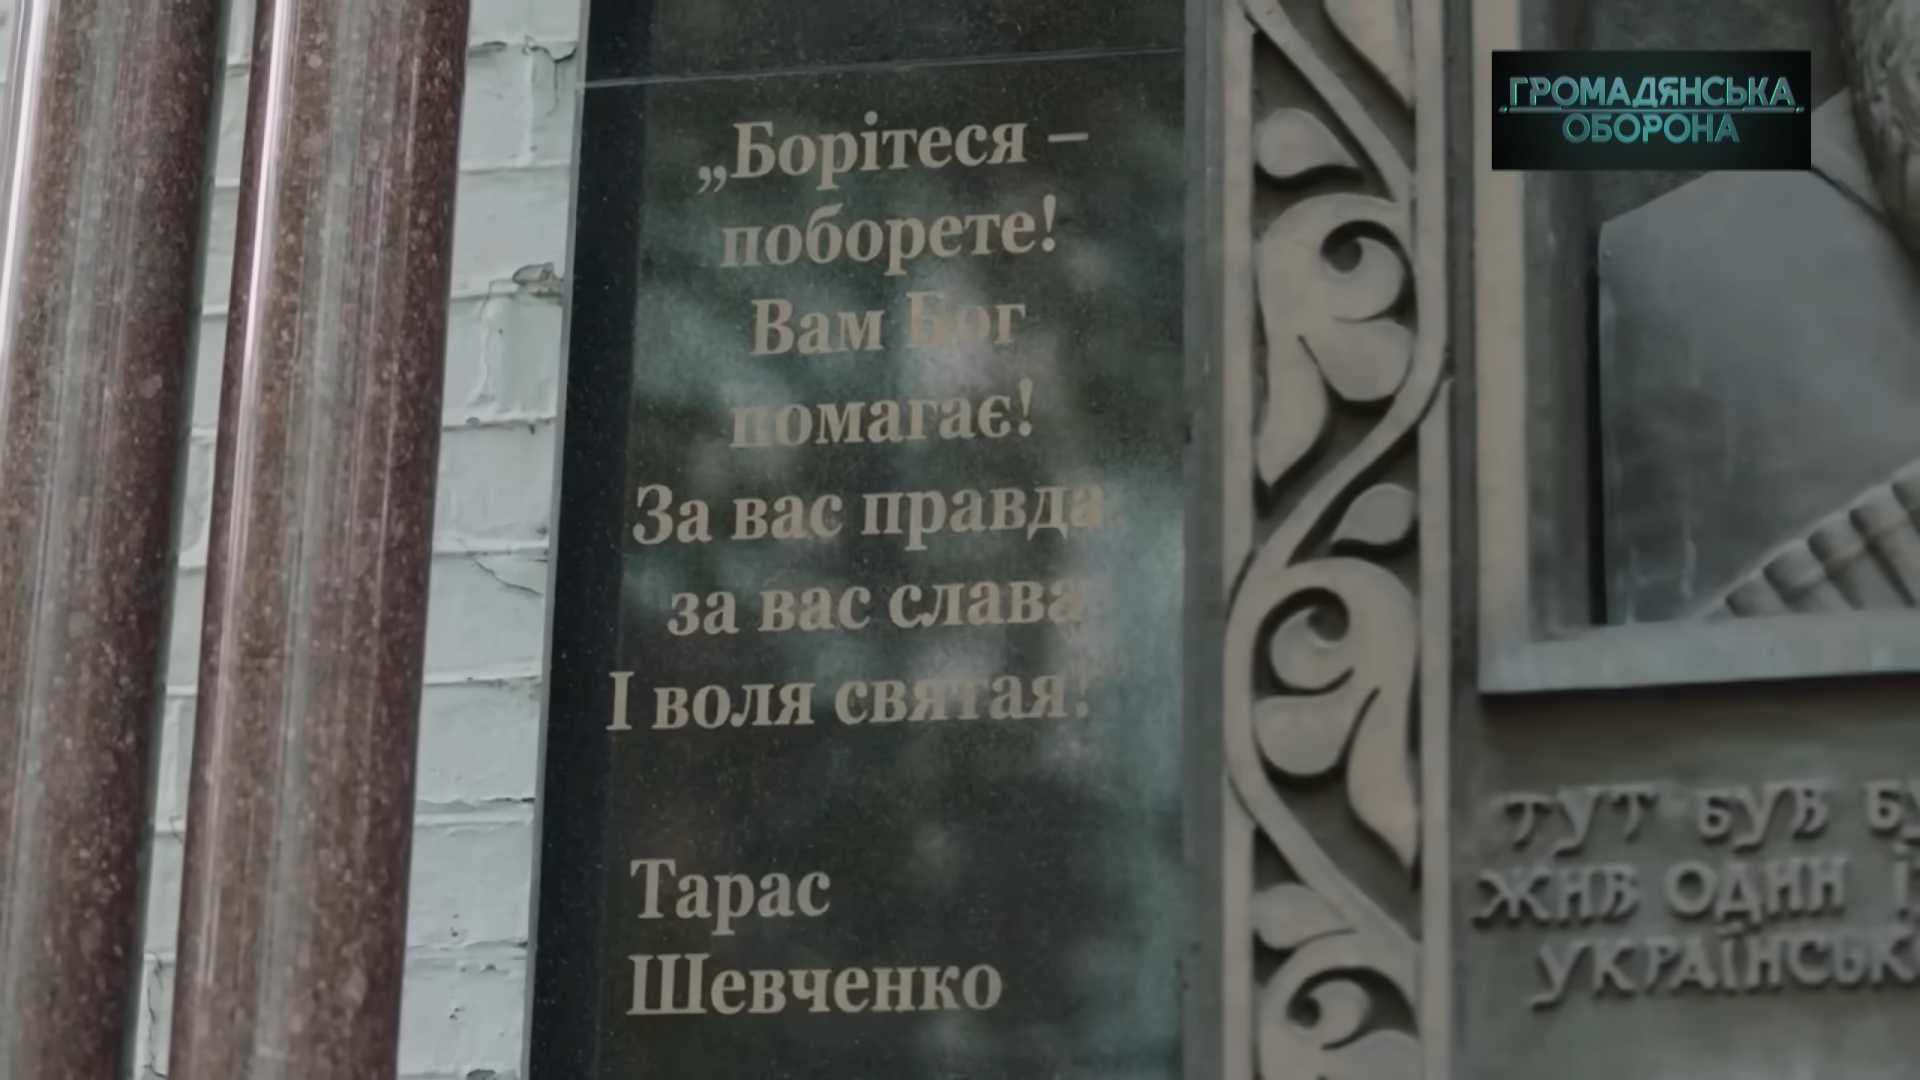 ГРОМАДЯНСЬКА
ОБОРОНА
„Борітеся –
поборете!
Вам Бог
помагає!
За вас правда,
за вас слава
І воля святая!“
Тарас
Шевченко
ТУТ БУВ
ЖИВ ОДИН